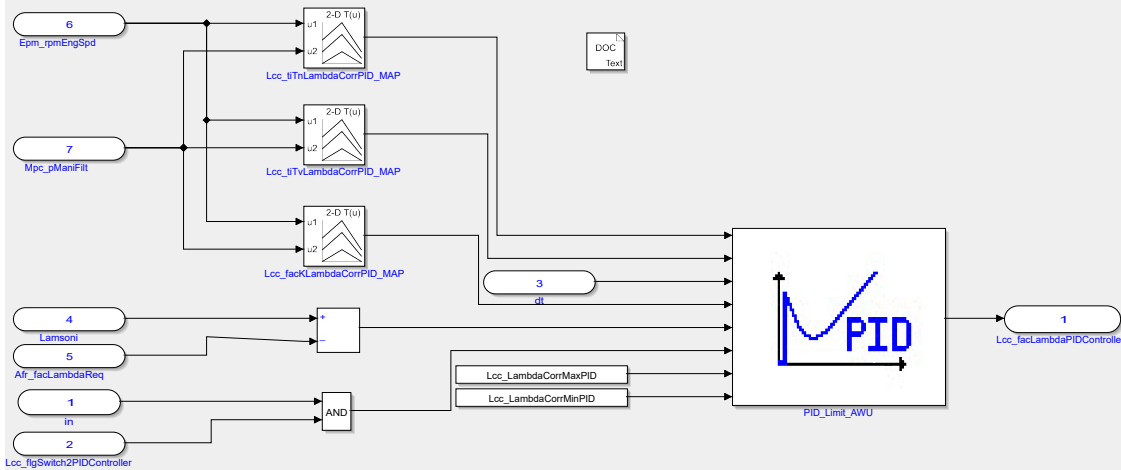 6
Epm_rpmEngSpd
2-D T(u)
u1
u2
Lcc_tiTnLambdaCorrPID_MAP
DOC
Text
7
Mpc_pManiFilt
2-D T(u)
u1
u2
Lcc_tiTvLambdaCorrPID_MAP
2-D T(u)
u1
u2
Lcc_facKLambdaCorrPID_MAP
3
dt
4
Lamsoni
5
Afr_facLambdaReq
+
−
1
in
2
Lcc_flgSwitch2PIDController
AND
Lcc_LambdaCorrMaxPID
Lcc_LambdaCorrMinPID
PID
PID_Limit_AWU
1
Lcc_facLambdaPIDController